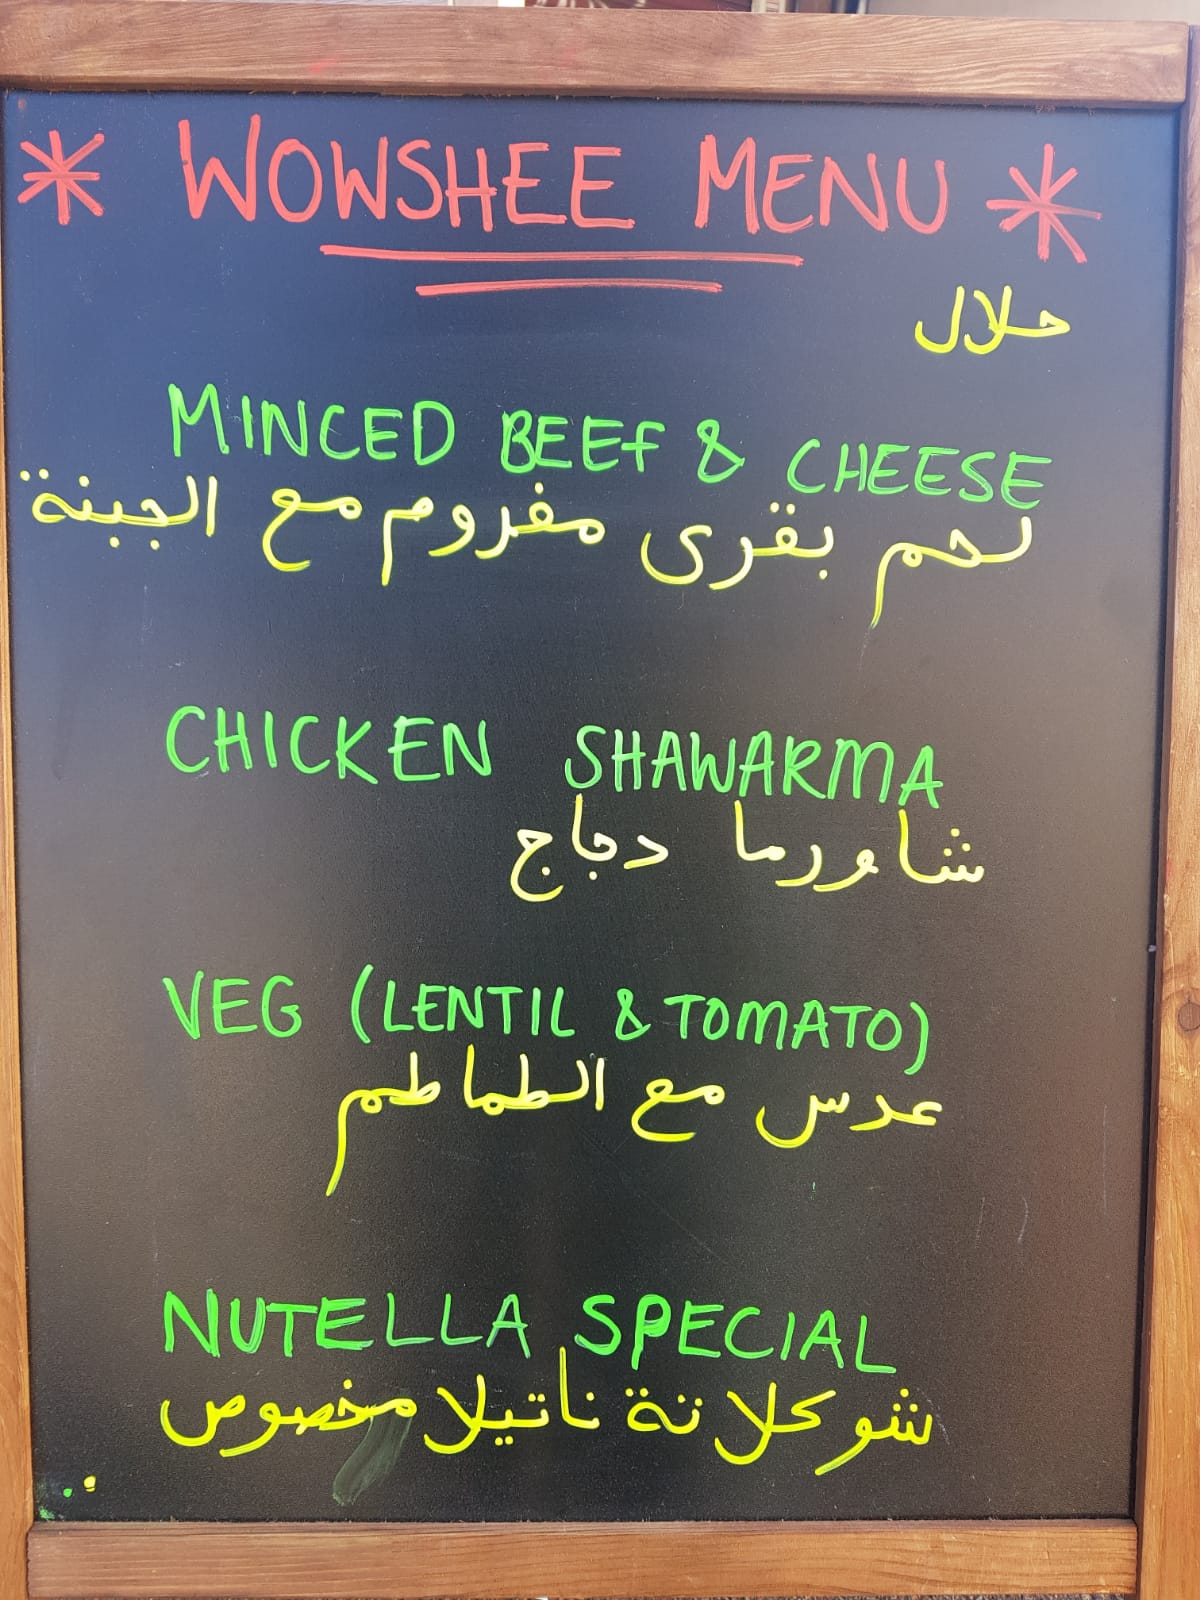 * WOWSHEE MENU *
حلال
MINCED BEEF & CHEESE
لحم بقرى مفروم مع الجبنة
CHICKEN SHAWARMA
شاورما دجاج
VEG (LENTIL & TOMATO)
عدس مع الطماطم
NUTELLA SPECIAL
شوكلاتة ناتيلا مخصوص